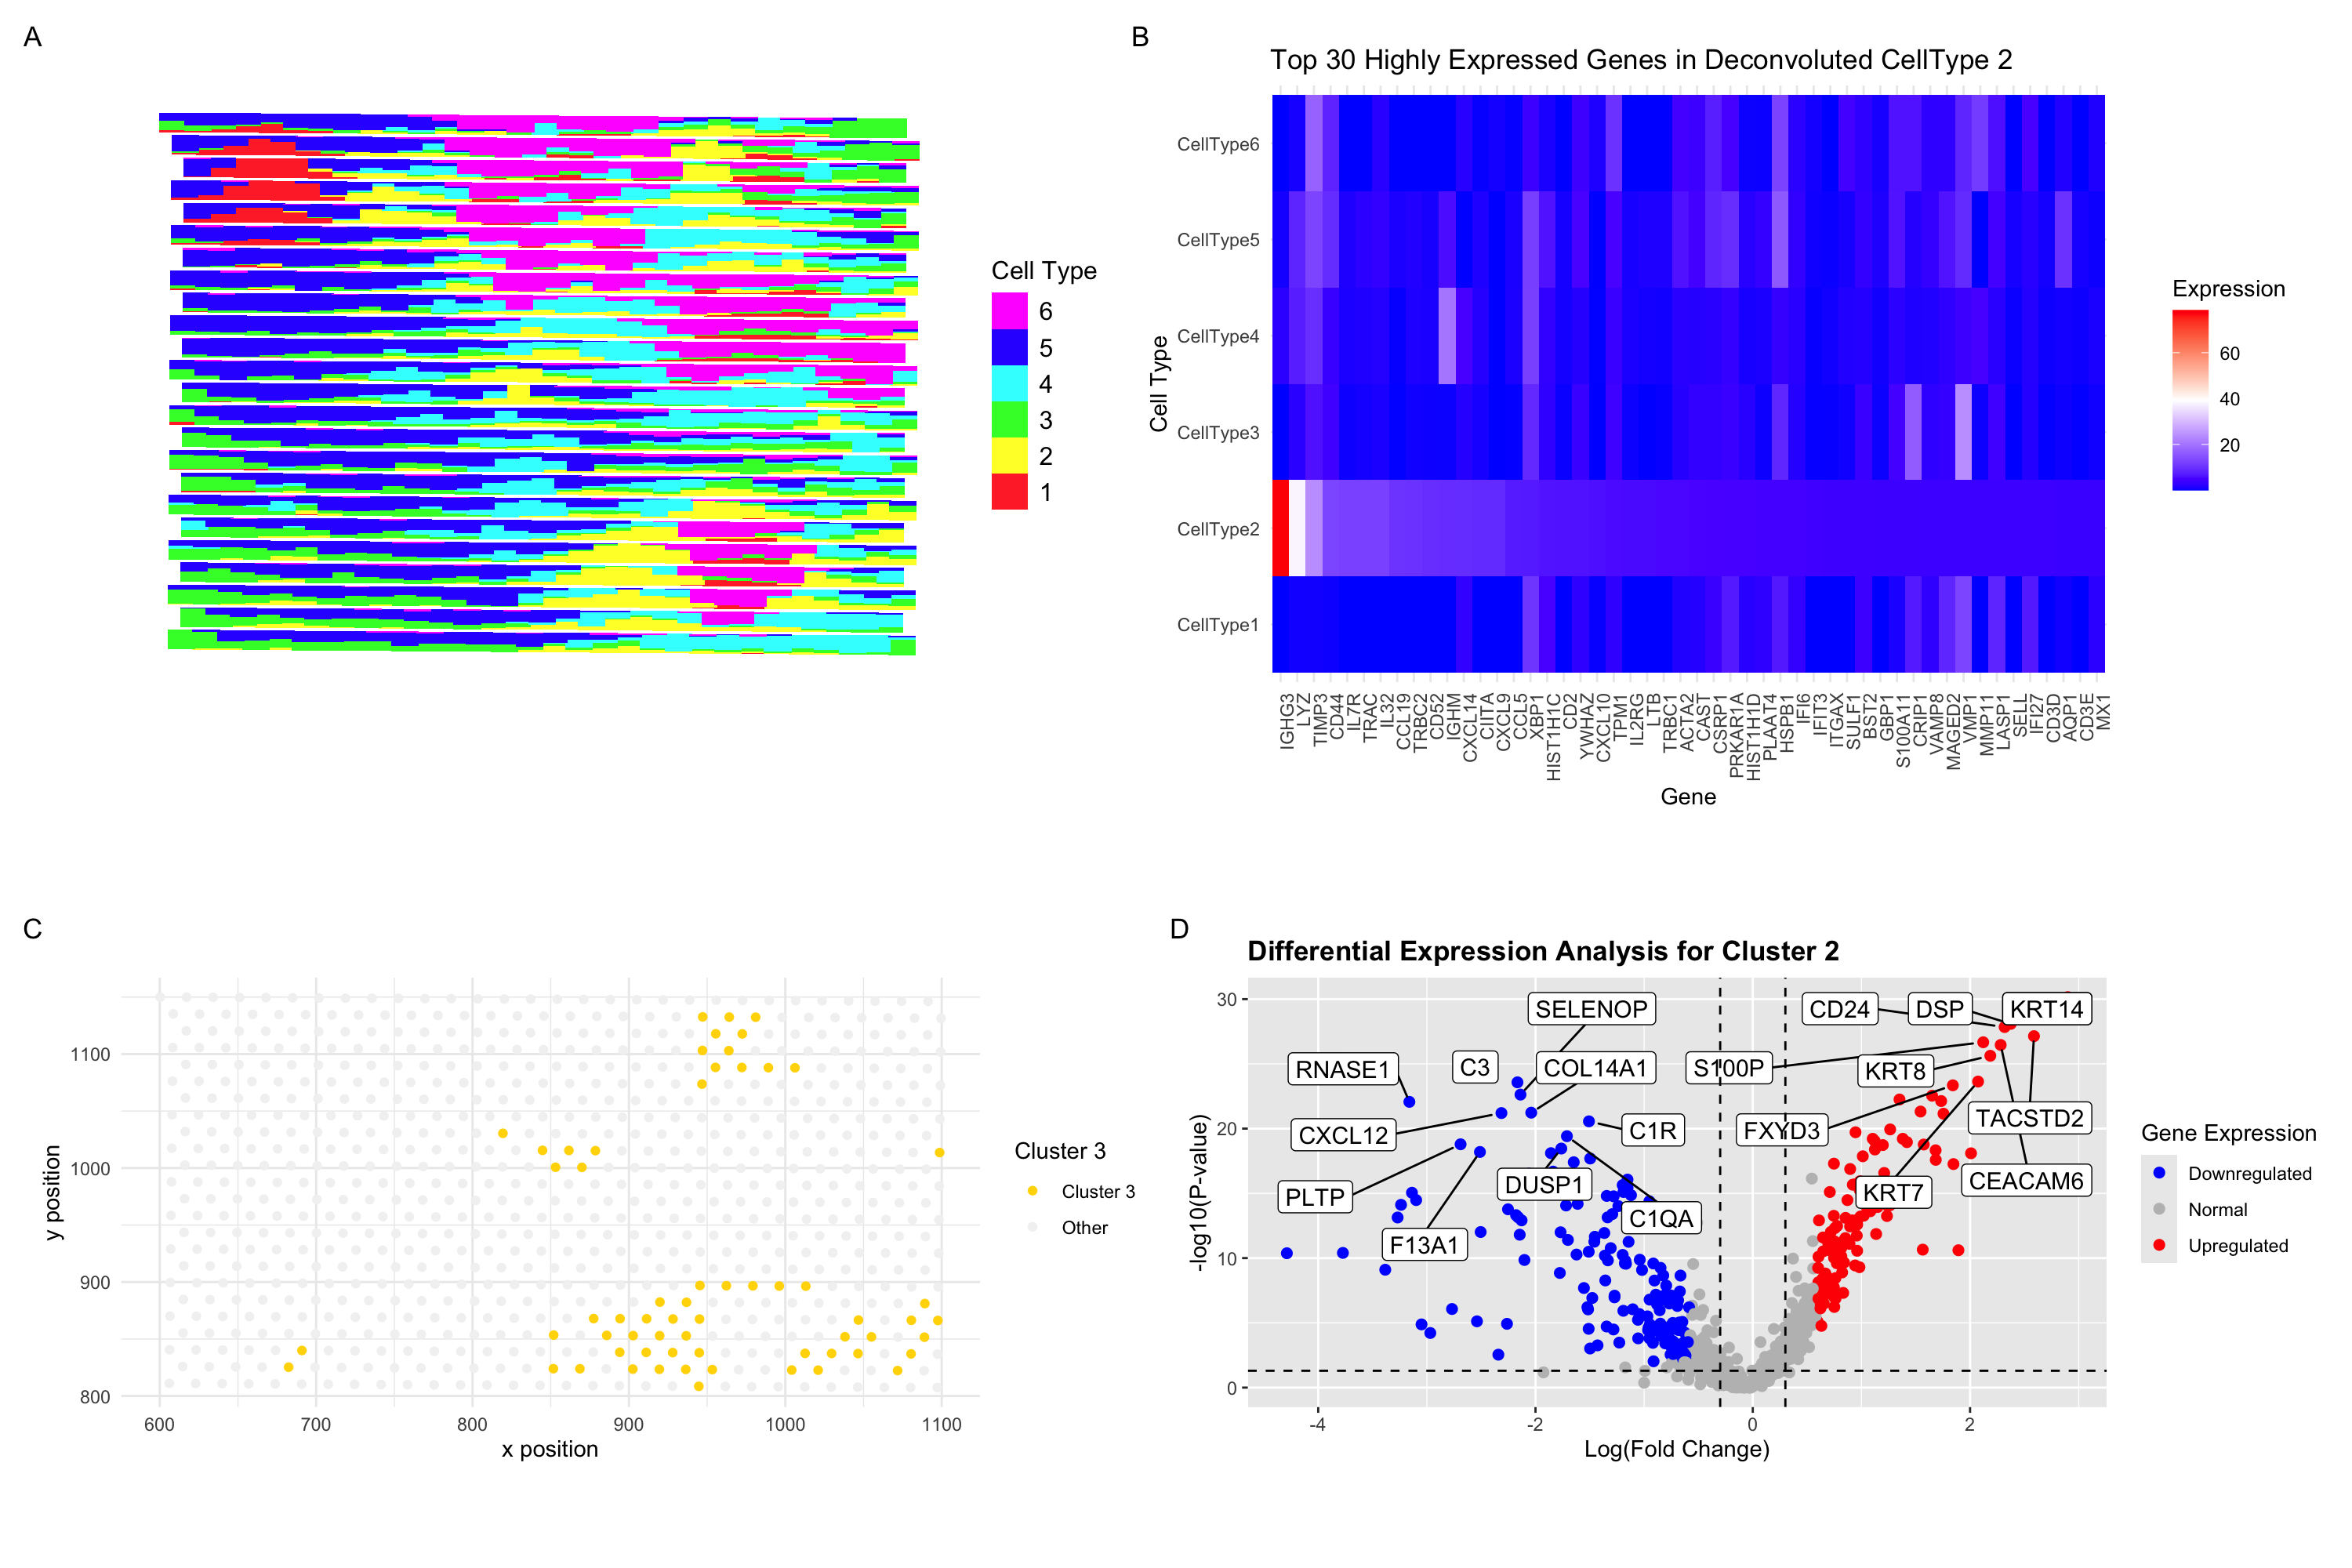 A
Cell Type
6
5
4
3
2
1
B
Top 30 Highly Expressed Genes in Deconvoluted CellType 2
Cell Type
CellType6
CellType5
CellType4
CellType3
CellType2
CellType1
IGHG3
LYZ
TIMP3
CD44
IL7R
TRAC
IL32
CCL19
TRBC2
CD52
IGHM
CXCL14
CIITA
CXCL9
CCL5
XBP1
HIST1H1C
CD2
YWHAZ
CXCL10
TPM1
IL2RG
LTB
TRBC1
ACTA2
CAST
CSRP1
PRKAR1A
HIST1H1D
PLAAT4
HSPB1
IFI6
IFIT3
ITGAX
SULF1
BST2
GBP1
S100A11
CRIP1
VAMP8
MAGED2
VMP1
MMP11
LASP1
SELL
IFI27
CD3D
AQP1
CD3E
MX1
Gene
Expression
60
40
20
C
y position
1100
1000
900
800
600 700 800 900 1000 1100
x position
Cluster 3
Cluster 3
Other
D
Differential Expression Analysis for Cluster 2
-log10(P-value)
30
20
10
0
SELENOP
CD24
DSP
KRT14
RNASE1
C3
COL14A1
S100P
KRT8
CXCL12
C1R
FXYD3
TACSTD2
PLTP
DUSP1
KRT7
CEACAM6
F13A1
C1QA
-4 -2 0 2
Log(Fold Change)
Gene Expression
Downregulated
Normal
Upregulated